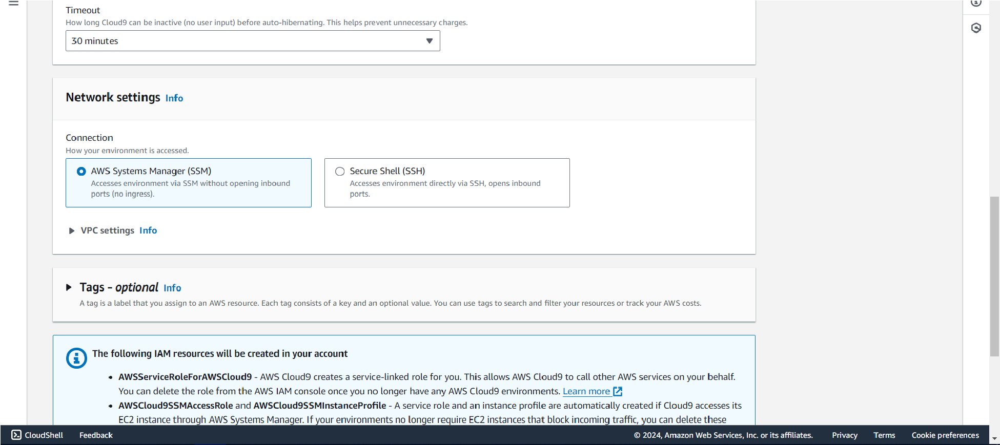 Timeout
How long Cloud9 can be inactive (no user input) before auto-hibernating. This helps prevent unnecessary charges.
30 minutes
Network settings Info
Connection
How your environment is accessed.
AWS Systems Manager (SSM)
Accesses environment via SSM without opening inbound
ports (no ingress).
Secure Shell (SSH)
Accesses environment directly via SSH, opens inbound
ports.
VPC settings Info
Tags - optional Info
A tag is a label that you assign to an AWS resource. Each tag consists of a key and an optional value. You can use tags to search and filter your resources or track your AWS costs.
The following IAM resources will be created in your account
• AWSServiceRoleForAWSCloud9 - AWS Cloud9 creates a service-linked role for you. This allows AWS Cloud9 to call other AWS services on your behalf.
You can delete the role from the AWS IAM console once you no longer have any AWS Cloud9 environments. Learn more
• AWSCloud9SSMAccessRole and AWSCloud9SSMInstanceProfile - A service role and an instance profile are automatically created if Cloud9 accesses its
EC2 instance through AWS Systems Manager. If your environments no longer require EC2 instances that block incoming traffic, you can delete these
CloudShell Feedback © 2024, Amazon Web Services, Inc. or its affiliates. Privacy Terms Cookie preferences